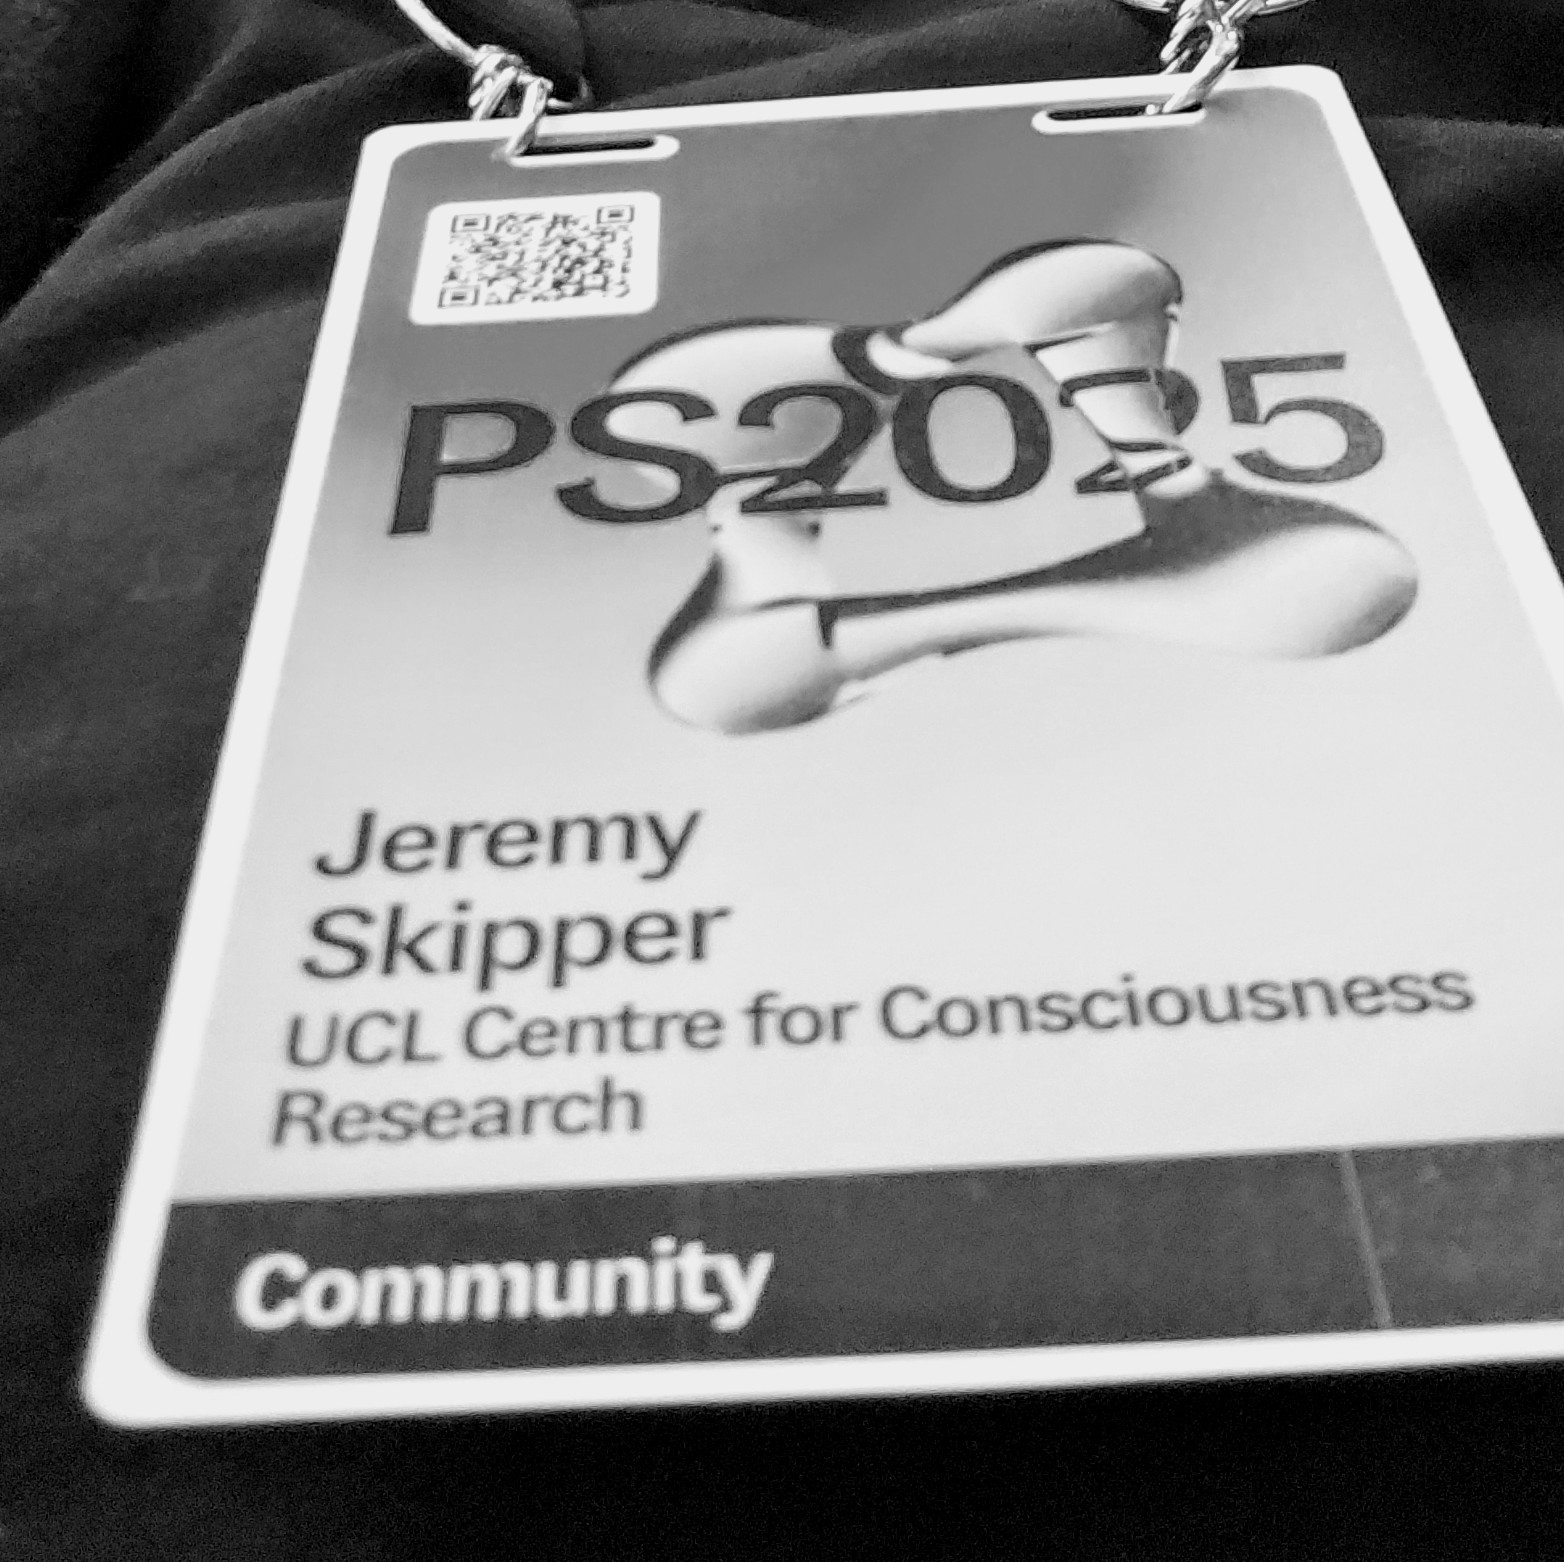 PS2025
Jeremy
Skipper
UCL Centre for Consciousness
Research
Community